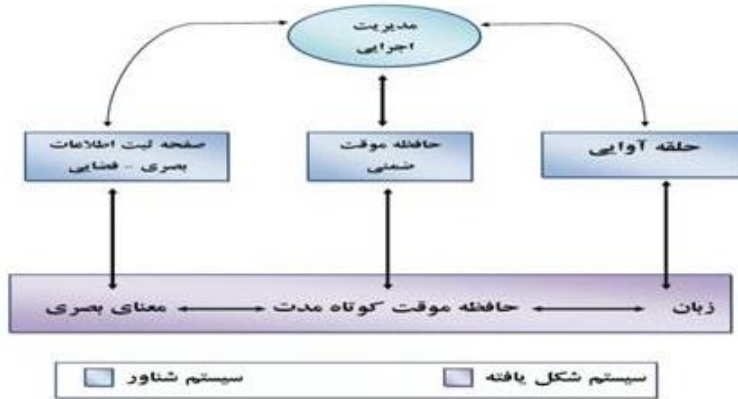 مدیریت
اجرایی
حلقه آوایی
حافظه موقت
ضمنی
صفحه ثبت اطلاعات
بصری - فضایی
زبان
حافظه موقت کوتاه مدت
معنای بصری
سیستم شکل یافته
سیستم شناور